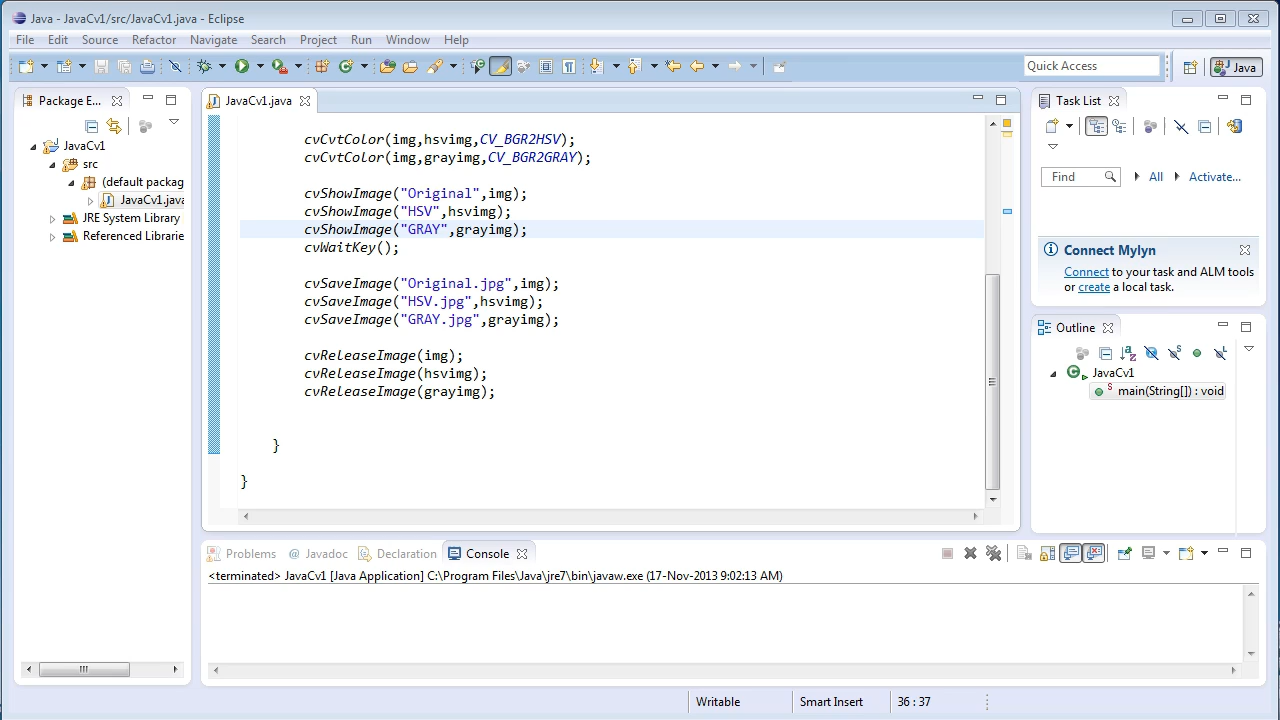 Java - JavaCv1/src/JavaCv1.java - Eclipse
File Edit Source Refactor Navigate Search Project Run Window Help
Quick Access
Java
Package E...
JavaCv1
src
(default packag
JavaCv1.java
JRE System Library
Referenced Librarie
JavaCv1.java
cvCvtColor(img,hsvimg,CV_BGR2HSV);
cvCvtColor(img,grayimg,CV_BGR2GRAY);
cvShowImage("Original",img);
cvShowImage("HSV",hsvimg);
cvShowImage("GRAY",grayimg);
cvWaitKey();
cvSaveImage("Original.jpg",img);
cvSaveImage("HSV.jpg",hsvimg);
cvSaveImage("GRAY.jpg",grayimg);
cvReleaseImage(img);
cvReleaseImage(hsvimg);
cvReleaseImage(grayimg);
}
}
Task List
Find All Activate...
Connect Mylyn
Connect to your task and ALM tools
or create a local task.
Outline
JavaCv1
main(String[]) : void
Problems @ Javadoc Declaration Console
<terminated> JavaCv1 [Java Application] C:\Program Files\Java\jre7\bin\javaw.exe (17-Nov-2013 9:02:13 AM)
Writable Smart Insert 36 : 37